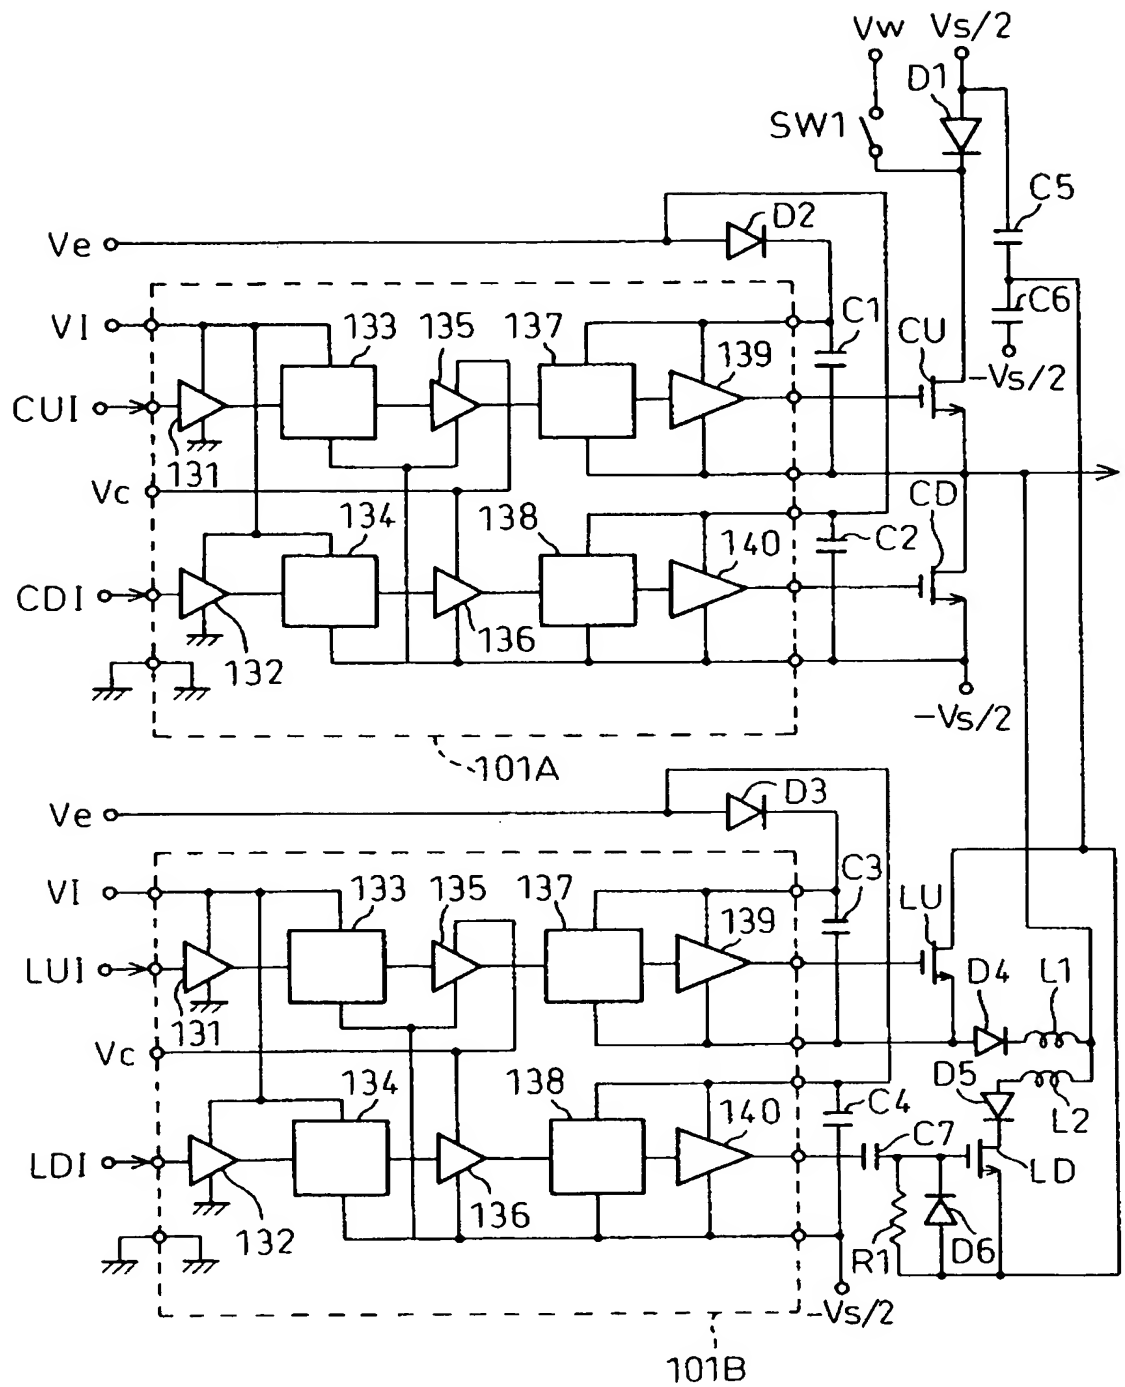 Vw Vs/2
D1
SW1
C5
D2
Ve
C6
VI 133 135 137 C1 CU
139 -Vs/2
CUI
131
Vc CD
134 138 C2
140
CDI
136
132
-Vs/2
101A
D3
Ve
C3
VI 133 135 137 LU
139
LUI D4 L1
131
Vc
134 138 D5
140 C4 L2
C7
LDI LD
136
132 R1 D6
-Vs/2
101B